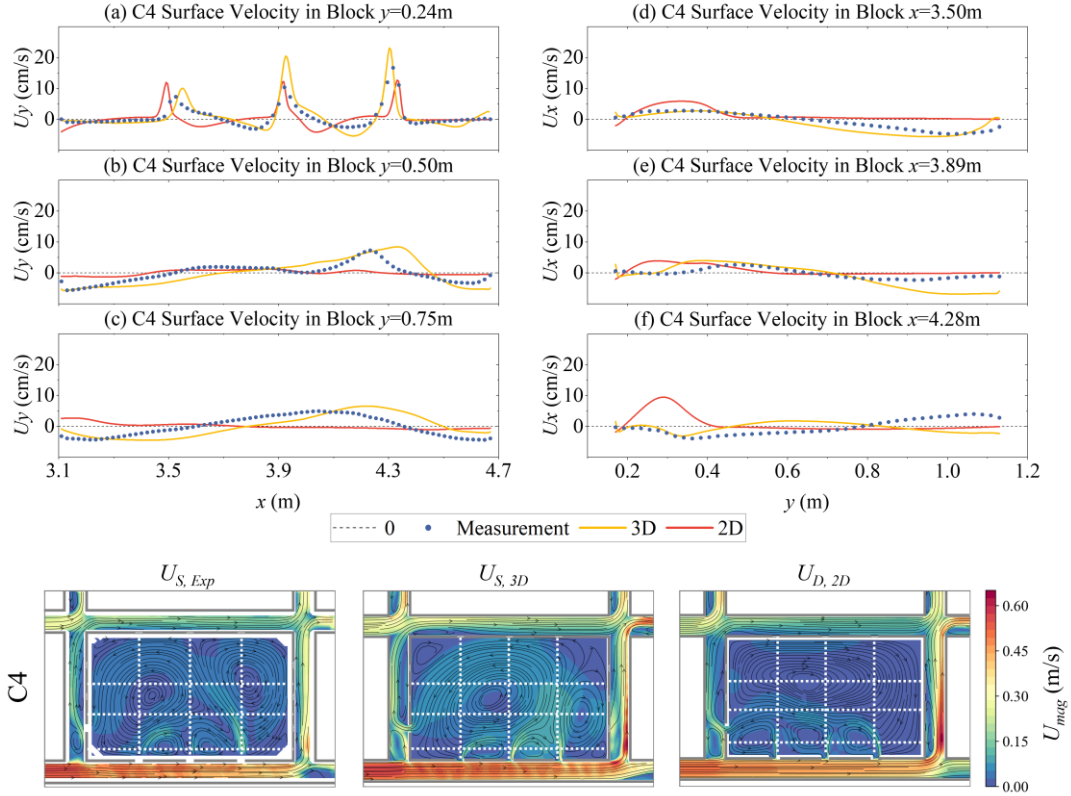 (a) C4 Surface Velocity in Block y=0.24m
20
10
0
Uy (cm/s)
(b) C4 Surface Velocity in Block y=0.50m
20
10
0
Uy (cm/s)
(c) C4 Surface Velocity in Block y=0.75m
20
10
0
Uy (cm/s)
3.1 3.5 3.9 4.3 4.7
x (m)
(d) C4 Surface Velocity in Block x=3.50m
20
10
0
Ux (cm/s)
(e) C4 Surface Velocity in Block x=3.89m
20
10
0
Ux (cm/s)
(f) C4 Surface Velocity in Block x=4.28m
20
10
0
Ux (cm/s)
0.2 0.4 0.6 0.8 1.0 1.2
y (m)
0 Measurement 3D 2D
U_{S, Exp} U_{S, 3D} U_{D, 2D}
C4
0.60
0.45
0.30
0.15
0.00
U_{mag} (m/s)